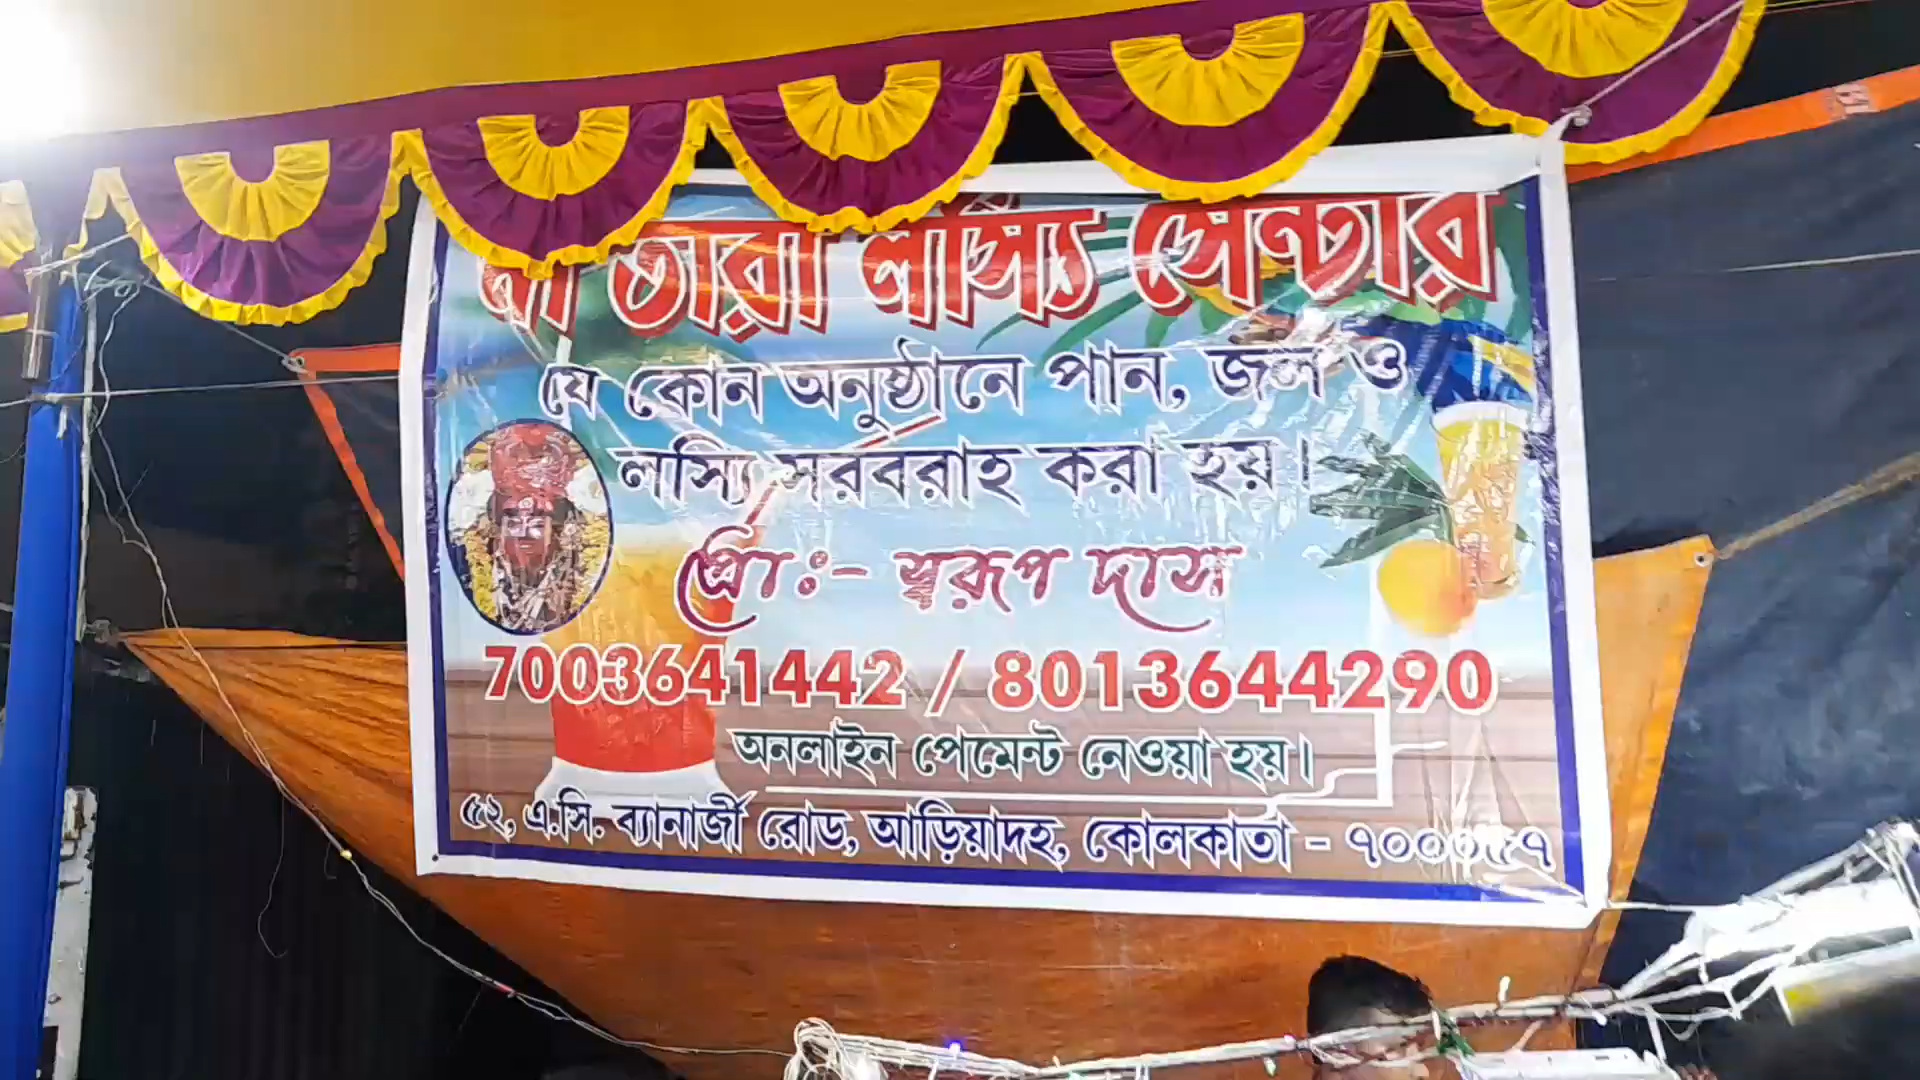 মা তারা লস্যি সেন্টার
যে কোন অনুষ্ঠানে পান, জল ও
লস্যি সরবরাহ করা হয়।
প্রোঃ- স্বরূপ দাস
7003641442 / 8013644290
অনলাইন পেমেন্ট নেওয়া হয়।
৫২, এ.সি. ব্যানার্জী রোড, আড়িয়াদহ, কোলকাতা - ৭০০০৫৭